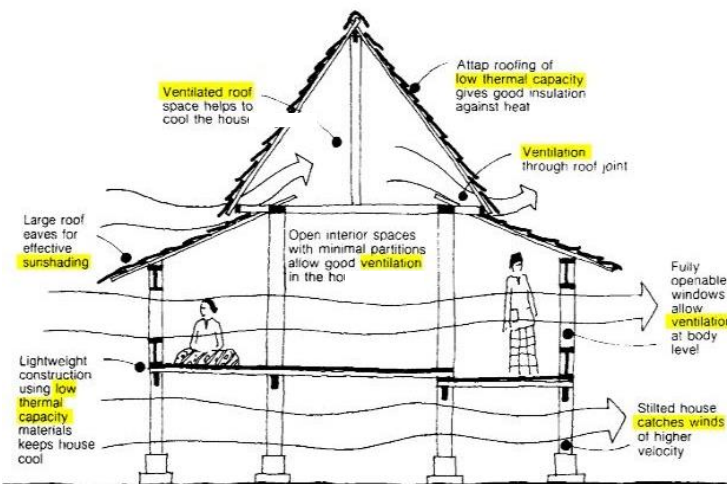 Ventilated roof
space helps to
cool the house
Attap roofing of
low thermal capacity
gives good insulation
against heat
Ventilation
through roof joint
Large roof
eaves for
effective
sunshading
Open interior spaces
with minimal partitions
allow good ventilation
in the ho
Fully
openable
windows
allow
ventilation
at body
level
Lightweight
construction
using low
thermal
capacity
materials
keeps house
cool
Stilted house
catches winds
of higher
velocity